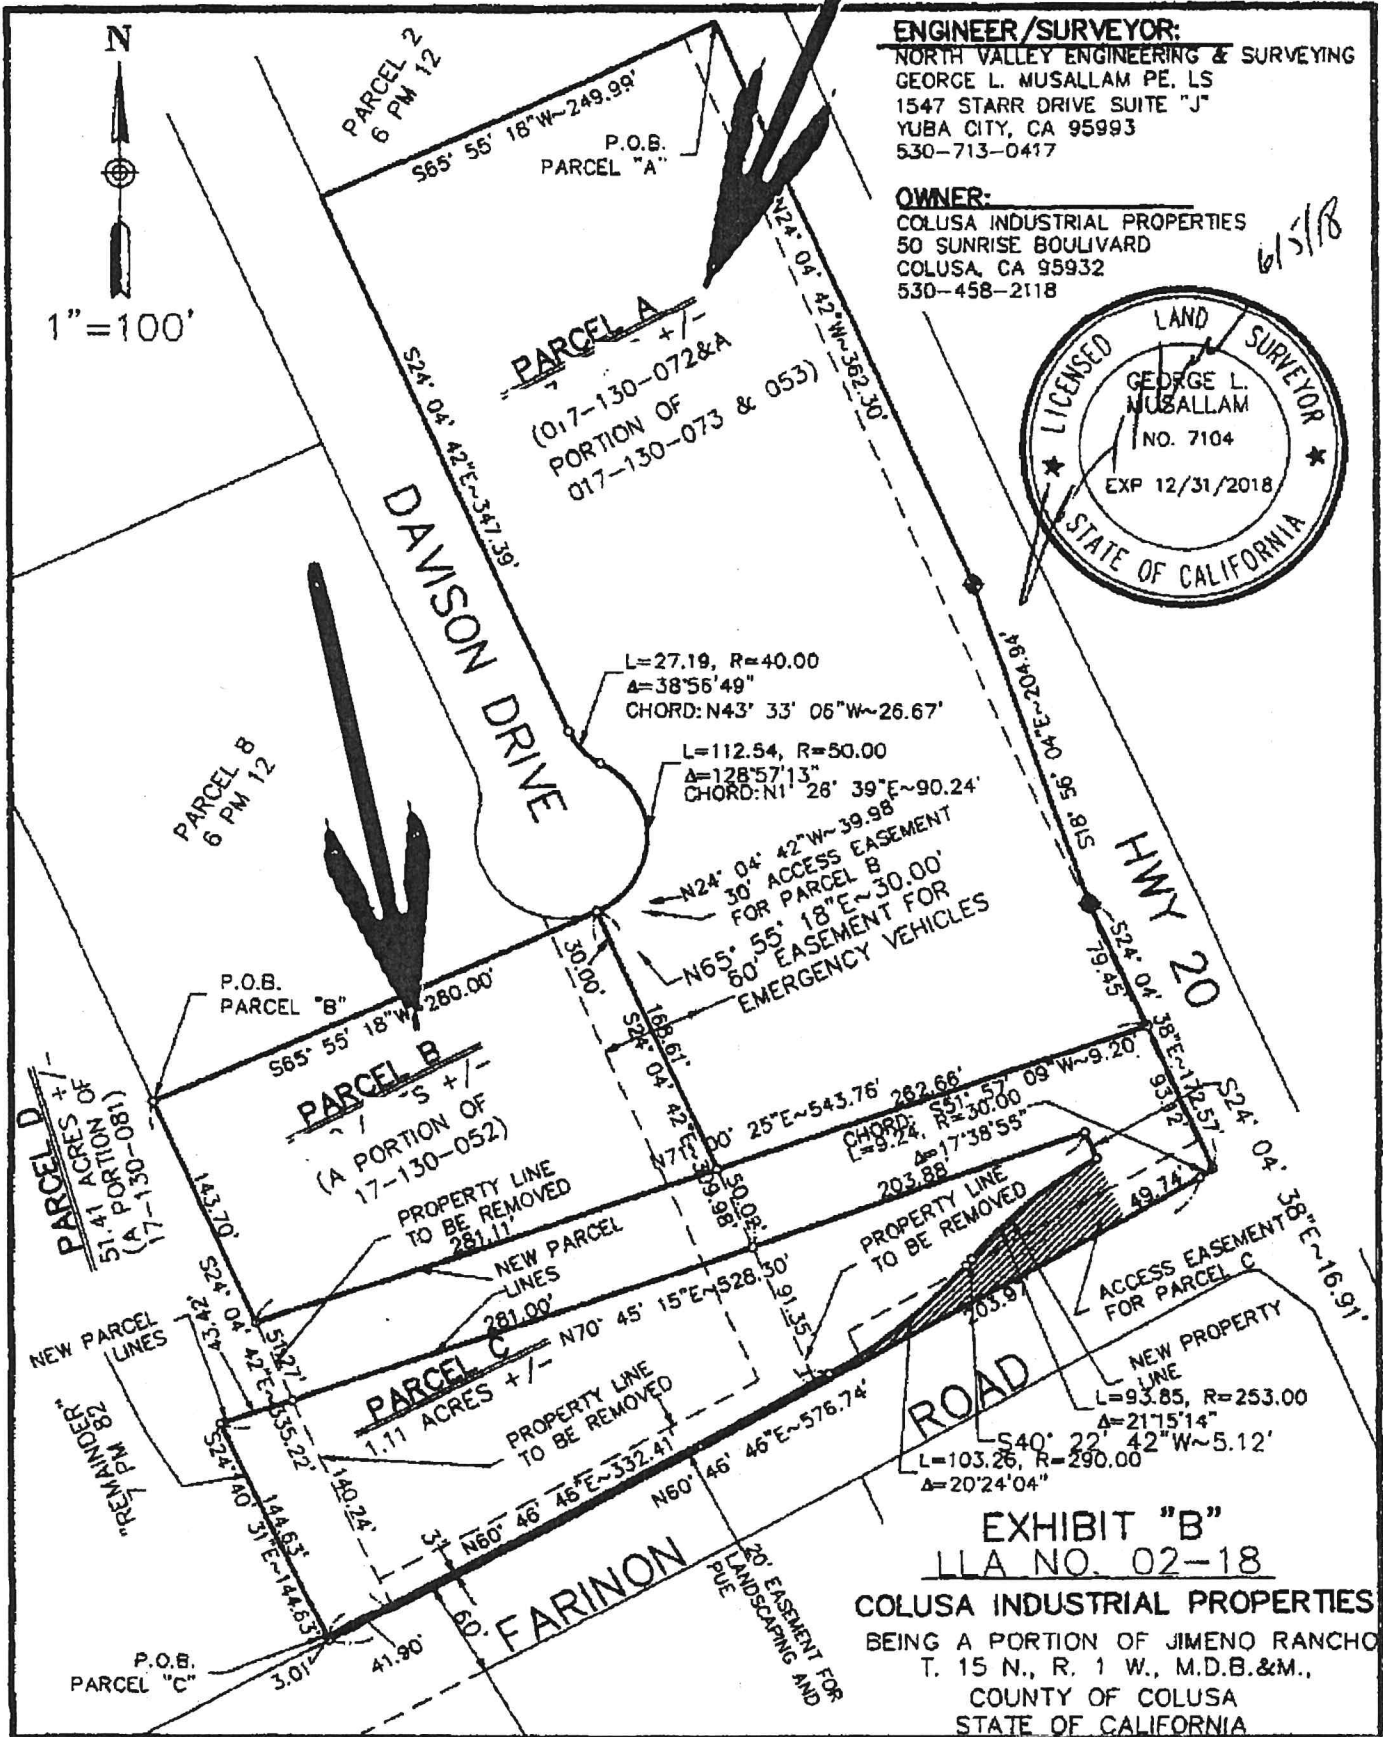 N
1"=100'
PARCEL 2
6 PM 12
S65° 55' 18"W~249.99'
P.O.B.
PARCEL "A"
ENGINEER/SURVEYOR:
NORTH VALLEY ENGINEERING & SURVEYING
GEORGE L. MUSALLAM PE, LS
1547 STARR DRIVE SUITE "J"
YUBA CITY, CA 95993
530-713-0417
OWNER:
COLUSA INDUSTRIAL PROPERTIES
50 SUNRISE BOULIVARD
COLUSA, CA 95932
530-458-2118
6/5/18
LICENSED LAND SURVEYOR
GEORGE L.
MUSALLAM
NO. 7104
EXP 12/31/2018
STATE OF CALIFORNIA
N24° 04' 42"W~362.30'
PARCEL A
+/-
(017-130-072&A
PORTION OF
017-130-073 & 053)
S24° 04' 42"E~347.39'
DAVISON DRIVE
L=27.19, R=40.00
Δ=38°56'49"
CHORD: N43° 33' 06"W~26.67'
L=112.54, R=50.00
Δ=128°57'13"
CHORD: N1° 26' 39"E~90.24'
S18° 56' 04"E~204.94'
HWY 20
PARCEL 8
6 PM 12
N24° 04' 42"W~39.98'
30' ACCESS EASEMENT
FOR PARCEL B
N65° 55' 18"E~30.00'
60' EASEMENT FOR
EMERGENCY VEHICLES
30.00'
P.O.B.
PARCEL "B"
S65° 55' 18"W~280.00'
168.61'
S24° 04' 42"E~309.98'
S24° 04' 38"E~172.57'
79.45'
93.12'
PARCEL B
+/-
(A PORTION OF
17-130-052)
PARCEL D
51.41 ACRES +/-
(A PORTION OF
17-130-081)
N71° 00' 25"E~543.76'
262.66'
CHORD: S51° 57' 09"W~9.20'
L=9.24, R=30.00
Δ=17°38'55"
203.88'
S24° 04' 38"E~16.91'
143.70'
PROPERTY LINE
TO BE REMOVED
281.11'
NEW PARCEL
LINES
281.00'
50.02'
PROPERTY LINE
TO BE REMOVED
49.74'
ACCESS EASEMENT
FOR PARCEL C
S24° 04' 42"E~335.22'
43.42'
51.27'
NEW PARCEL
LINES
N70° 45' 15"E~528.30'
91.35'
203.97'
PARCEL C
1.11 ACRES +/-
PROPERTY LINE
TO BE REMOVED
NEW PROPERTY
LINE
L=93.85, R=253.00
Δ=21°15'14"
S40° 22' 42"W~5.12'
L=103.26, R=290.00
Δ=20°24'04"
"REMAINDER"
7 PM 82
S24° 40' 31"E~144.63'
144.63'
140.24'
N60° 46' 46"E~332.41'
N60° 46' 46"E~576.74'
3'
60'
FARINON ROAD
20' EASEMENT FOR
LANDSCAPING AND
PUE
P.O.B.
PARCEL "C"
3.01'
41.90'
EXHIBIT "B"
LLA NO. 02-18
COLUSA INDUSTRIAL PROPERTIES
BEING A PORTION OF JIMENO RANCHO
T. 15 N., R. 1 W., M.D.B.&M.,
COUNTY OF COLUSA
STATE OF CALIFORNIA